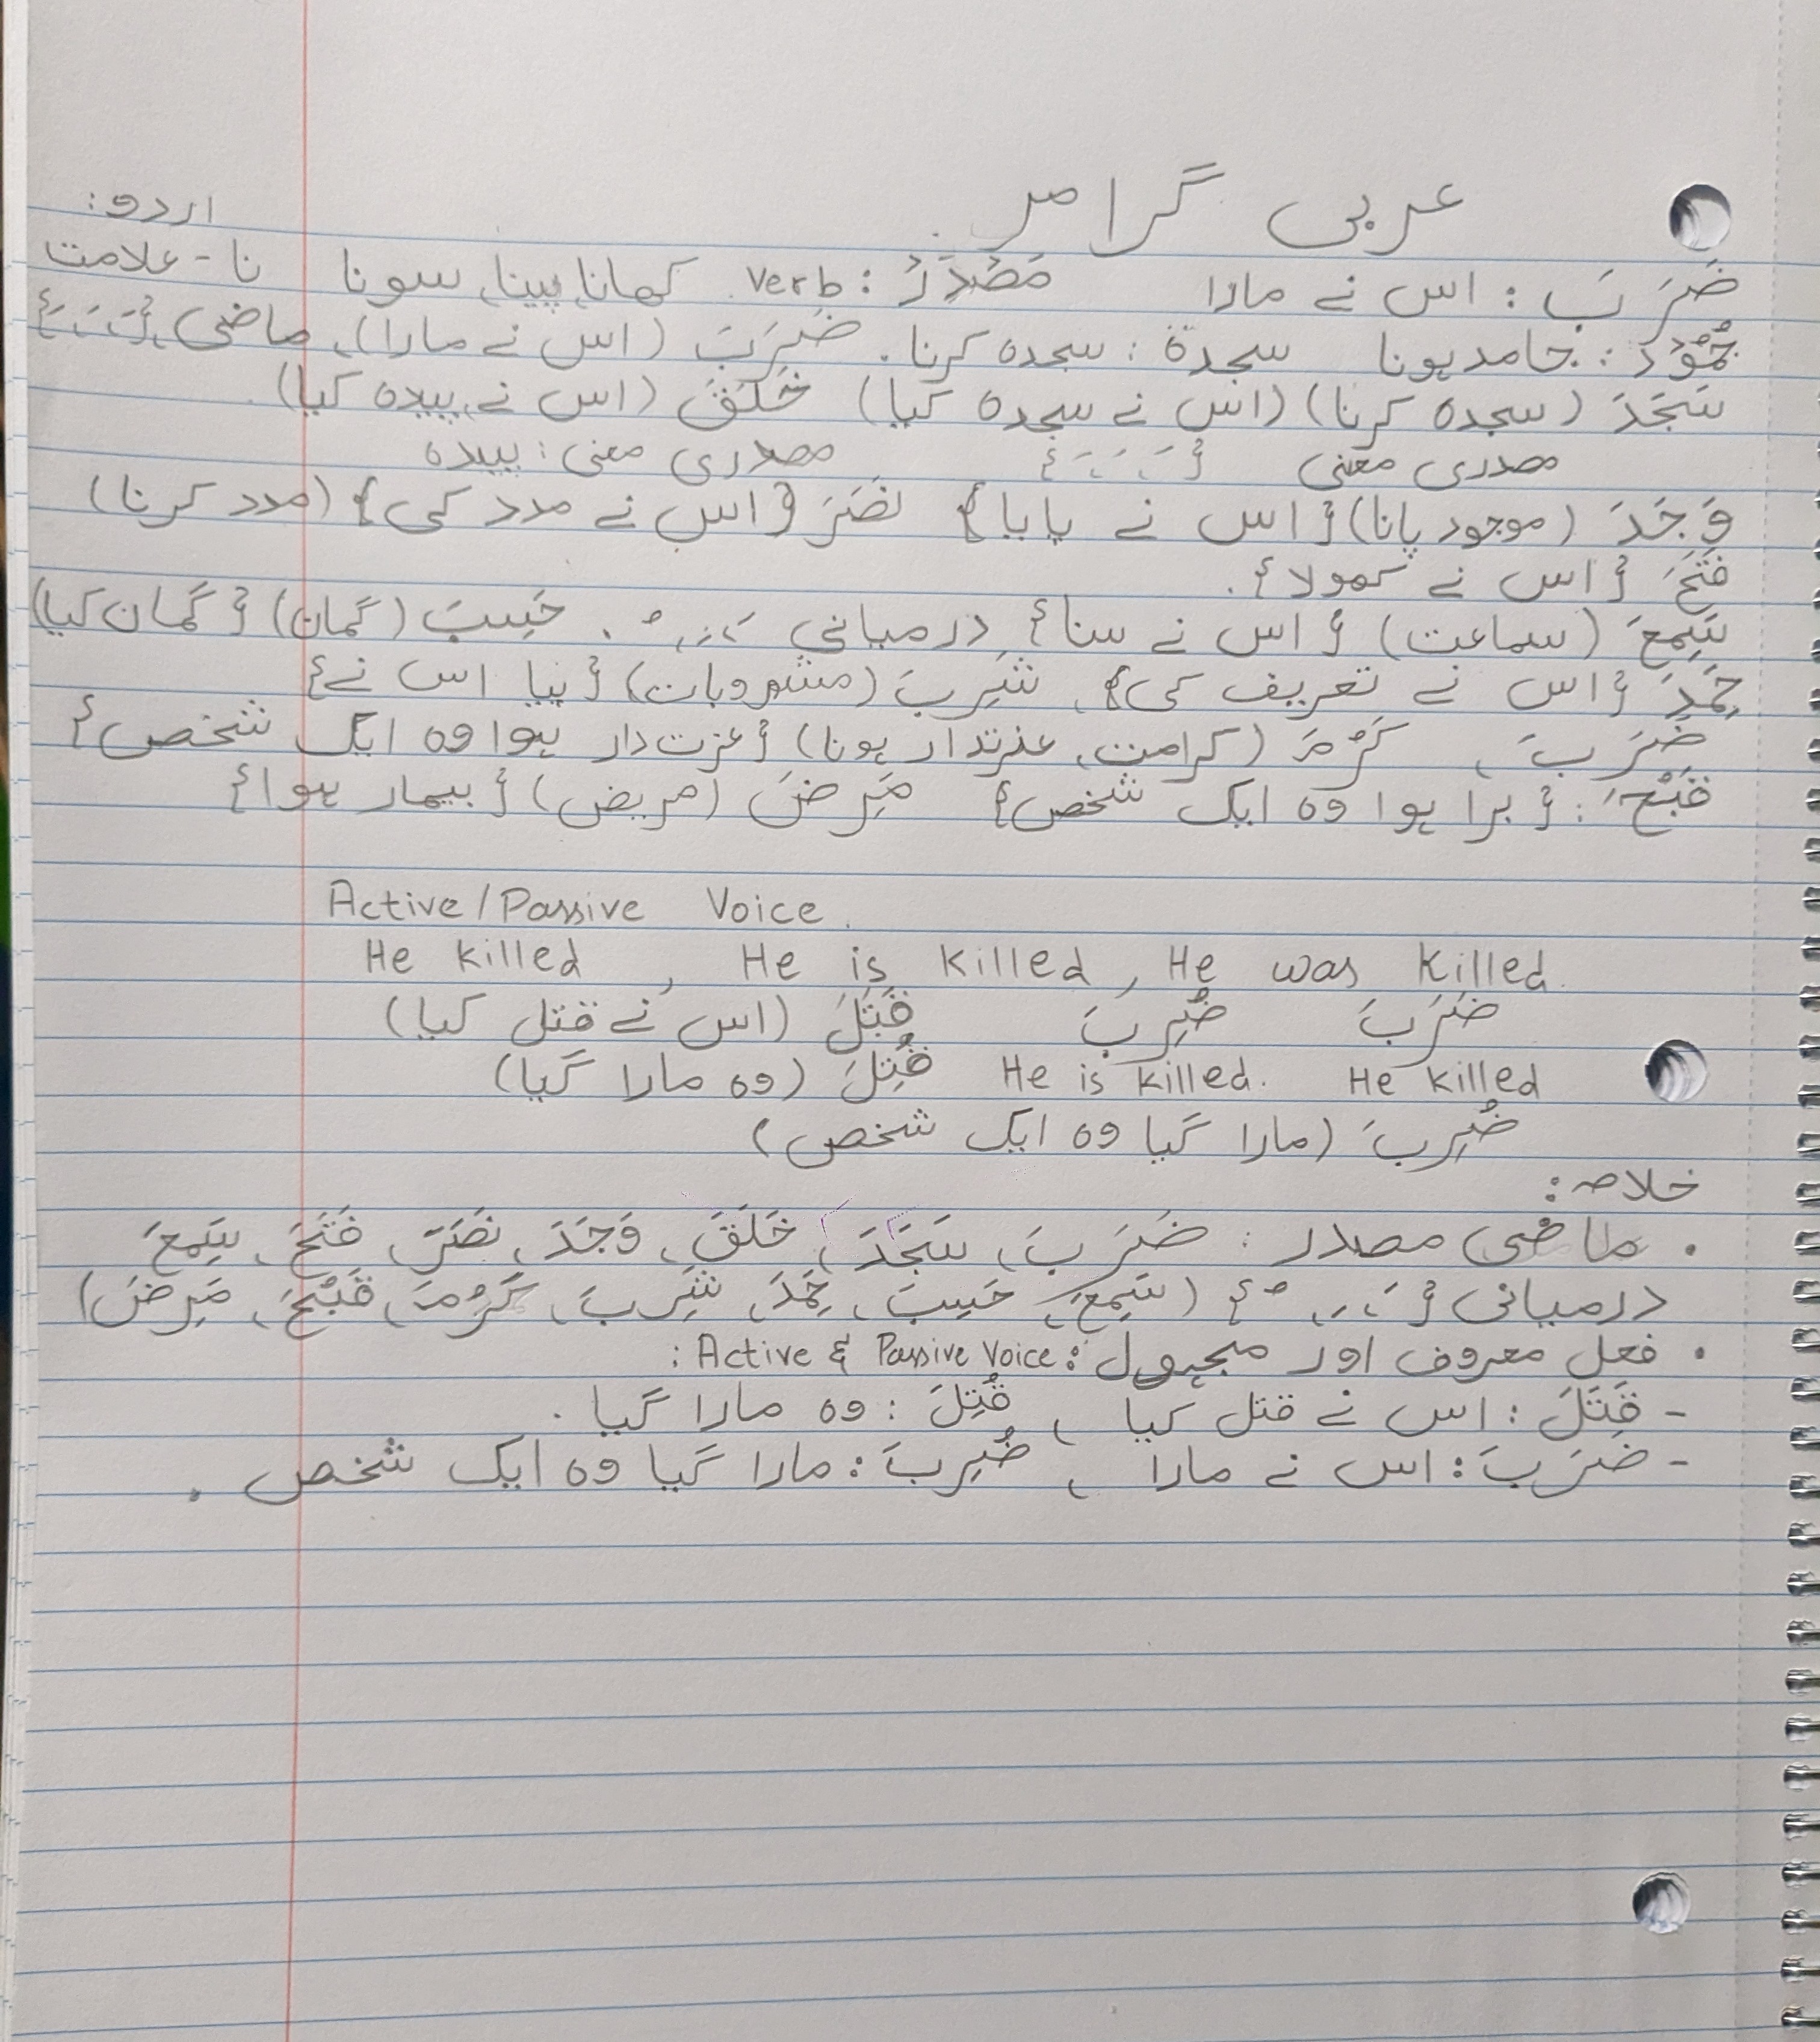 عربی گرامر
اردو:
ضَرَبَ : اس نے مارا مَصْدَرْ : Verb. کھانا، پینا، سونا نا - علامت
جُمُوْدْ : جامد ہونا سجدۃ : سجدہ کرنا. ضَرَبَ (اس نے مارا)، ماضی، {َ َ َ}
سَجَدَ (سجدہ کرنا) (اس نے سجدہ کیا) خَلَقَ (اس نے پیدہ کیا).
مصدری معنی {َ َ َ} مصدری معنی : پیدہ
وَجَدَ (موجود پانا) {اس نے پایا} نَصَرَ {اس نے مدد کی} (مدد کرنا)
فَتَحَ {اس نے کھولا}.
سَمِعَ (سماعت) {اس نے سنا} درمیانی َ، ِ، ُ . حَسِبَ (گمان) {گمان کیا}
حَمِدَ {اس نے تعریف کی}، شَرِبَ (مشروبات) {پیا اس نے}
ضَرَبَ ، كَرُمَ (کرامت، عذتدار ہونا) {عزت دار ہوا وہ ایک شخص}
قَبُحَ : {برا ہوا وہ ایک شخص} مَرِضَ (مریض) {بیمار ہوا}
Active/Passive Voice.
He killed , He is killed, He was killed.
ضَرَبَ ضُرِبَ قَتَلَ (اس نے قتل کیا)
He killed He is killed. قُتِلَ (وہ مارا گیا)
ضُرِبَ (مارا گیا وہ ایک شخص)
خلاصہ :
. ماضی مصدر : ضَرَبَ، سَجَدَ، خَلَقَ، وَجَدَ، نَصَرَ، فَتَحَ، سَمِعَ
درمیانی {َ، ِ، ُ} (سَمِعَ، حَسِبَ، حَمِدَ، شَرِبَ، كَرُمَ، قَبُحَ، مَرِضَ)
. فعل معروف اور مجہول : Active & Passive Voice :
- قَتَلَ : اس نے قتل کیا ، قُتِلَ : وہ مارا گیا .
- ضَرَبَ : اس نے مارا ، ضُرِبَ : مارا گیا وہ ایک شخص .